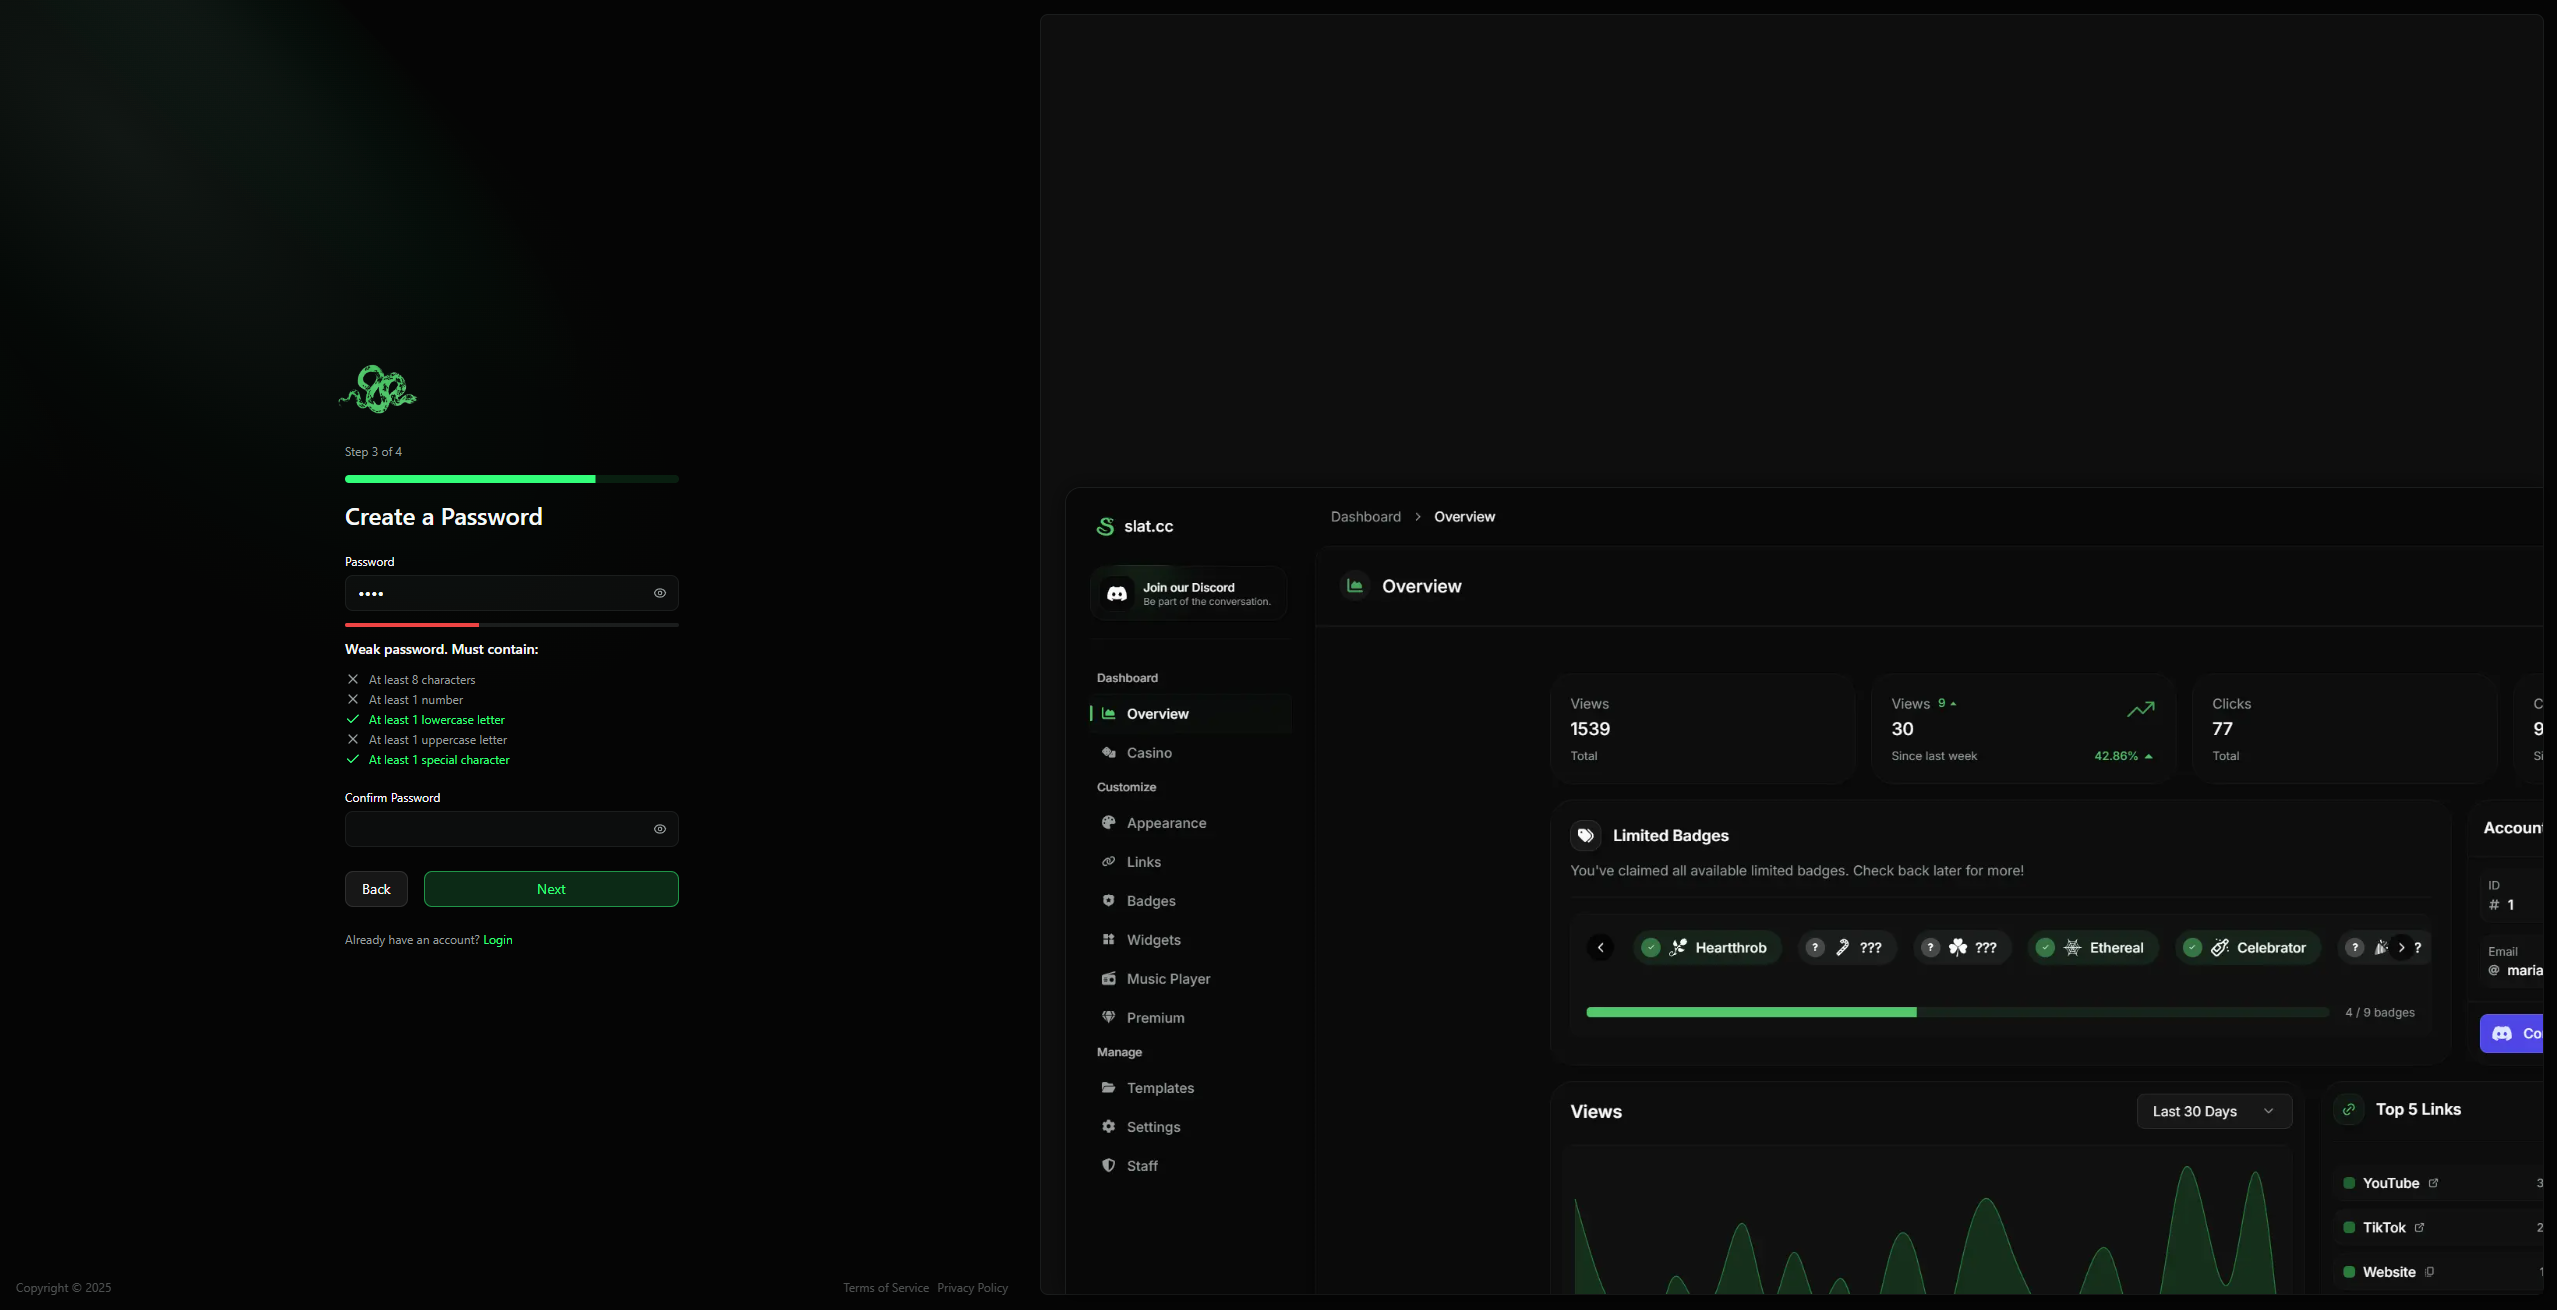 Step 3 of 4
Create a Password
Password
••••
Weak password. Must contain:
At least 8 characters
At least 1 number
At least 1 lowercase letter
At least 1 uppercase letter
At least 1 special character
Confirm Password
Back
Next
Already have an account? Login
Copyright © 2025
Terms of Service Privacy Policy
slat.cc
Join our Discord
Be part of the conversation.
Dashboard
Overview
Casino
Customize
Appearance
Links
Badges
Widgets
Music Player
Premium
Manage
Templates
Settings
Staff
Dashboard > Overview
Overview
Views
1539
Total
Views 9
30
Since last week 42.86%
Clicks
77
Total
C
9
Si
Limited Badges
You've claimed all available limited badges. Check back later for more!
Heartthrob ? ??? ? ??? Ethereal Celebrator ? ?
4 / 9 badges
Account
ID
# 1
Email
@ maria
Co
Views
Last 30 Days
Top 5 Links
YouTube 3
TikTok 2
Website 1